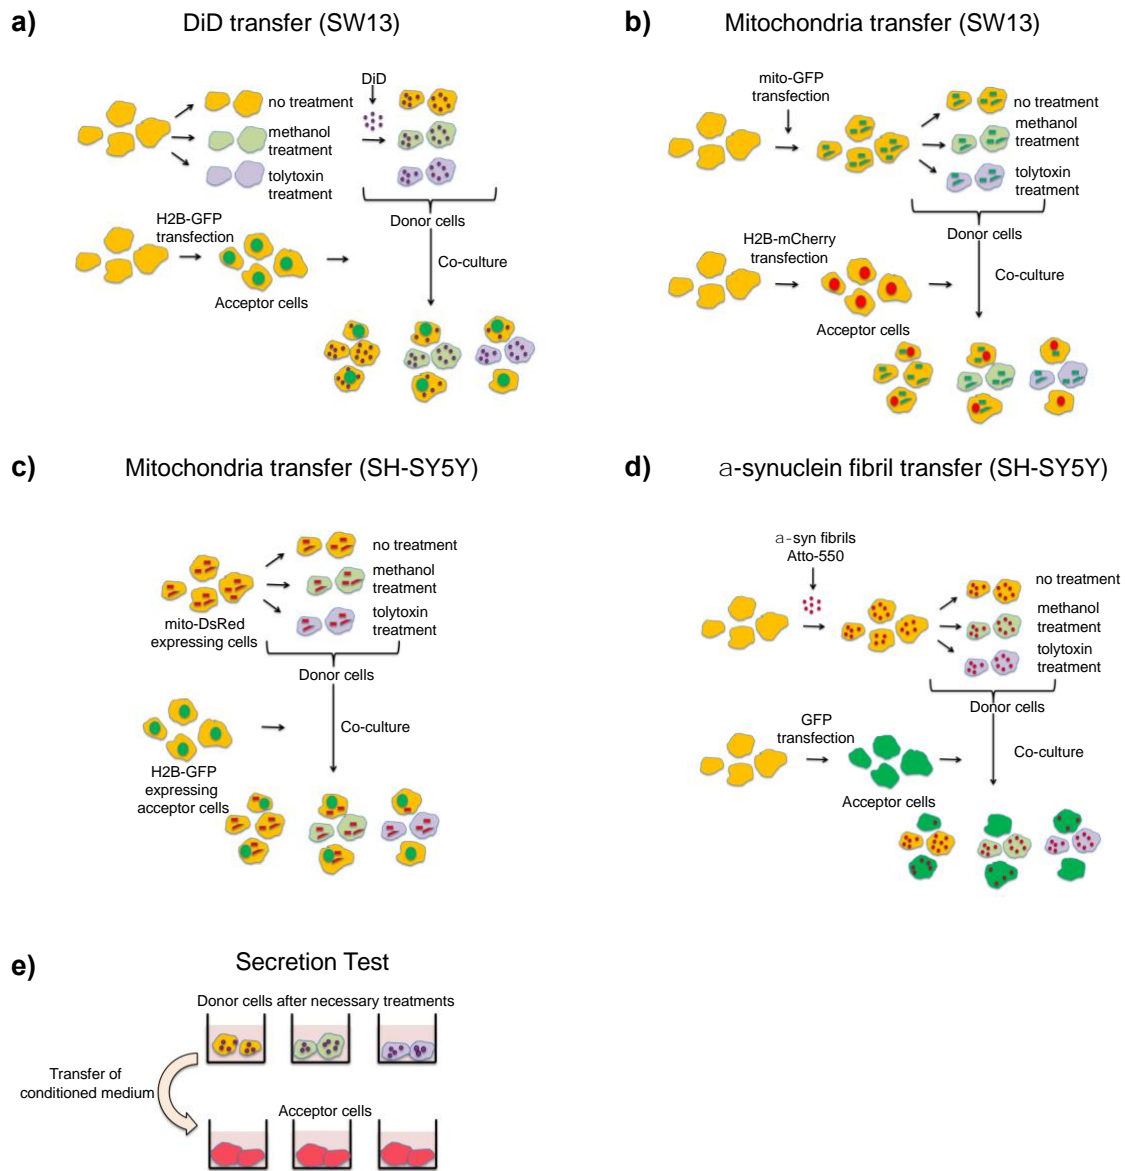 a)
DiD transfer (SW13)
DiD
no treatment
methanol
treatment
tolytoxin
treatment
H2B-GFP
transfection
Donor cells
Co-culture
Acceptor cells
b)
Mitochondria transfer (SW13)
mito-GFP
transfection
no treatment
methanol
treatment
tolytoxin
treatment
Donor cells
H2B-mCherry
transfection
Co-culture
Acceptor cells
c)
Mitochondria transfer (SH-SY5Y)
no treatment
methanol
treatment
tolytoxin
treatment
mito-DsRed
expressing cells
Donor cells
Co-culture
H2B-GFP
expressing
acceptor cells
d)
a-synuclein fibril transfer (SH-SY5Y)
a-syn fibrils
Atto-550
no treatment
methanol
treatment
tolytoxin
treatment
Donor cells
GFP
transfection
Co-culture
Acceptor cells
e)
Secretion Test
Donor cells after necessary treatments
Transfer of
conditioned medium
Acceptor cells